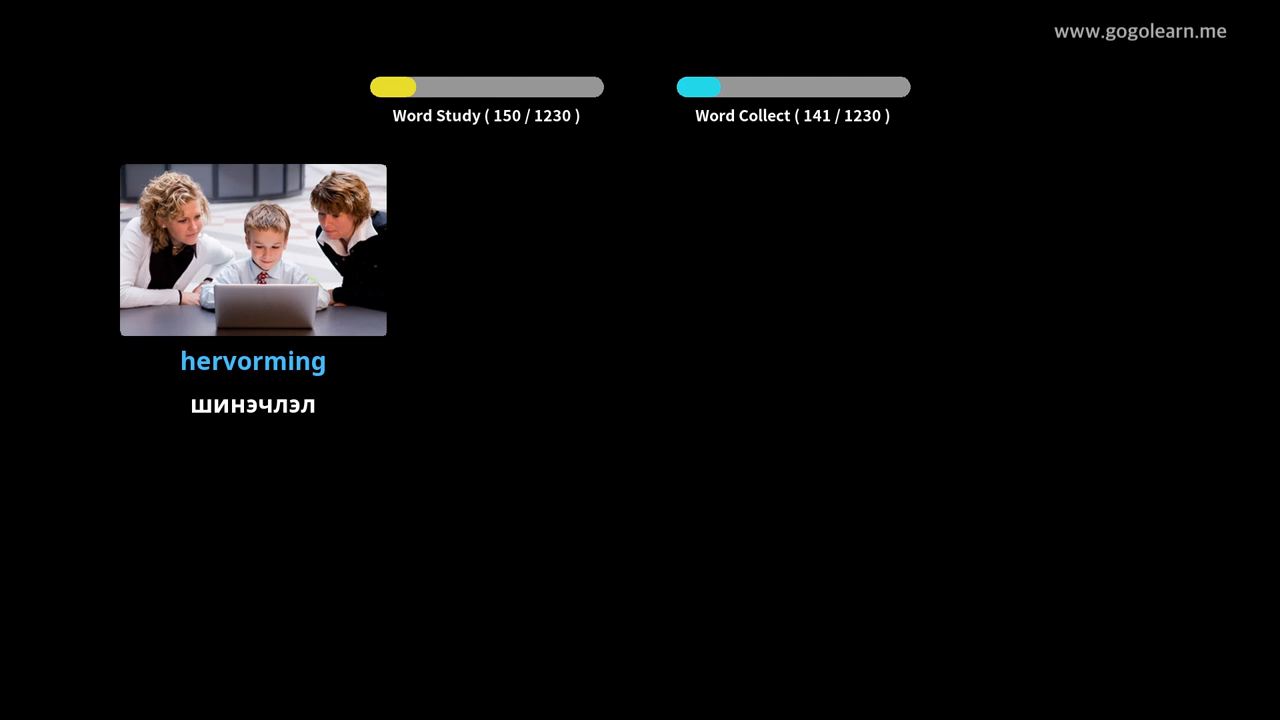 www.gogolearn.me
Word Study ( 150 / 1230 )
Word Collect ( 141 / 1230 )
hervorming
шинэчлэл